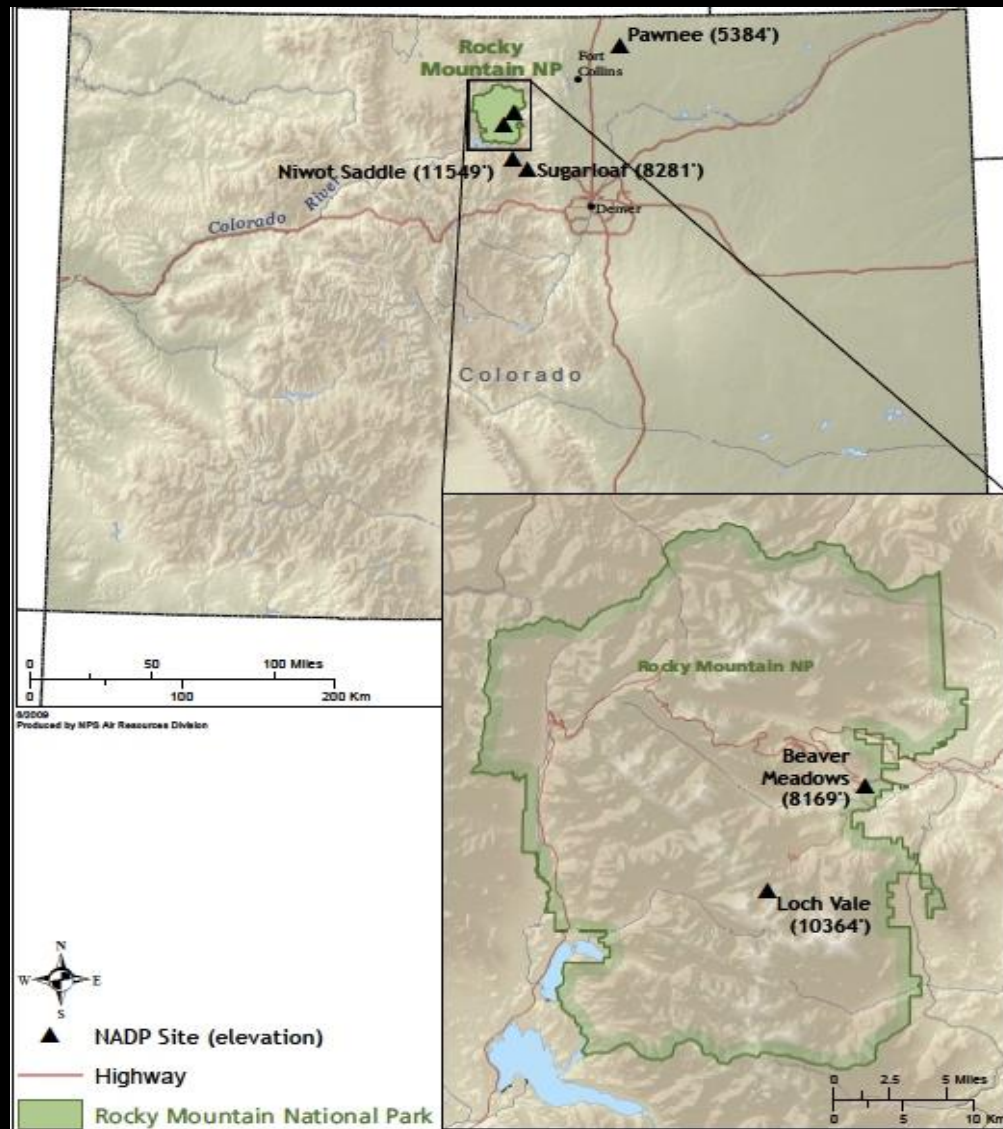 Pawnee (5384')
Rocky
Mountain NP
Fort
Collins
Niwot Saddle (11549')
Sugarloaf (8281')
Colorado River
Denver
Colorado
0 50 100 Miles
0 100 200 Km
6/2009
Produced by NPS Air Resources Division
Rocky Mountain NP
Beaver
Meadows
(8169')
Loch Vale
(10364')
N
W E
S
NADP Site (elevation)
Highway
Rocky Mountain National Park
0 2.5 5 Miles
0 5 10 Km